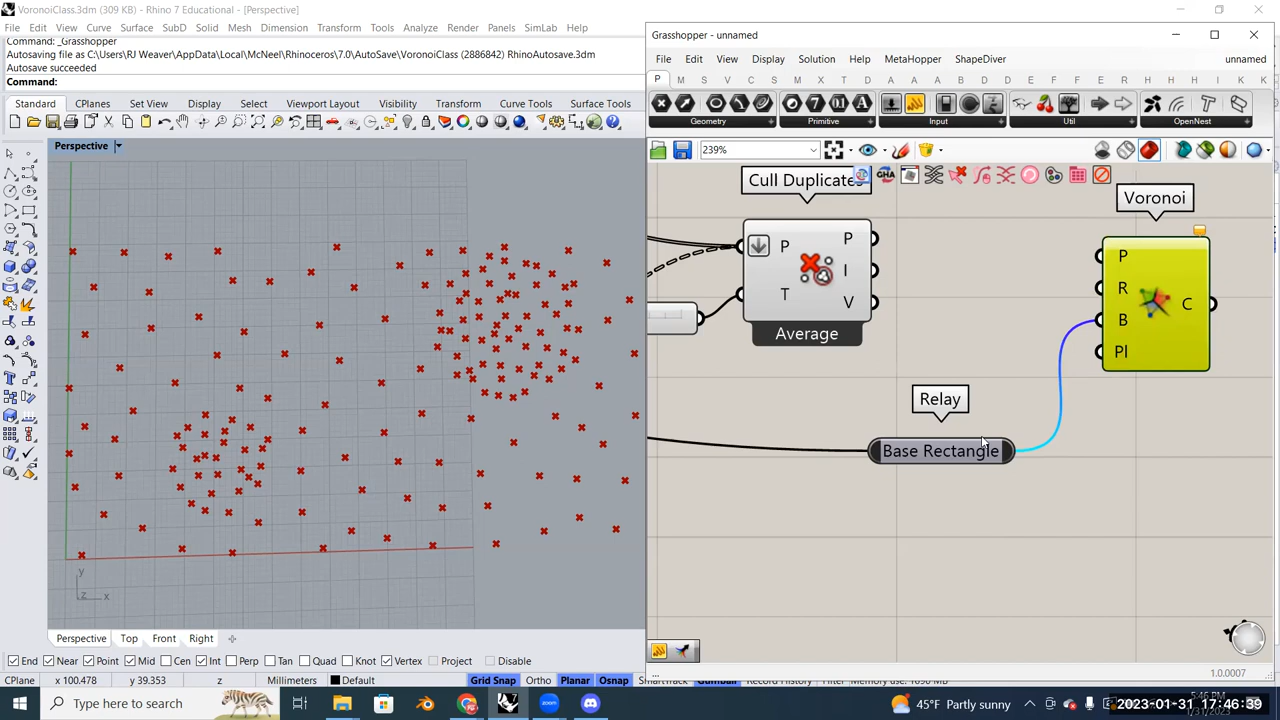 VoronoiClass.3dm (309 KB) - Rhino 7 Educational - [Perspective]
File Edit View Curve Surface SubD Solid Mesh Dimension Transform Tools Analyze Render Panels SimLab
Command: _Grasshopper
Autosaving file as C:\Users\RJ Weaver\AppData\Local\McNeel\Rhinoceros\7.0\AutoSave\VoronoiClass (2886842) RhinoAutosave.3dm
Autosave succeeded
Command:
Standard CPlanes Set View Display Select Viewport Layout Visibility Transform Curve Tools Surface Tools
Perspective
y
z x
Perspective Top Front Right
End Near Point Mid Cen Int Perp Tan Quad Knot Vertex Project Disable
CPlane x 100.478 y 39.353 z Millimeters Default Grid Snap Ortho Planar Osnap SmartTrack Gumball Record History Filter
Grasshopper - unnamed
File Edit View Display Solution Help MetaHopper ShapeDiver unnamed
P M S V C S M I T D W A L K A B D D E R H H H I K
Geometry Primitive Input Util OpenNest
239%
Cull Duplicates
P P
I
T V
Average
Voronoi
P
R
B
Pl
C
Relay
Base Rectangle
1.0.0007
Type here to search
45°F Partly sunny
2023-01-31 17:46:39